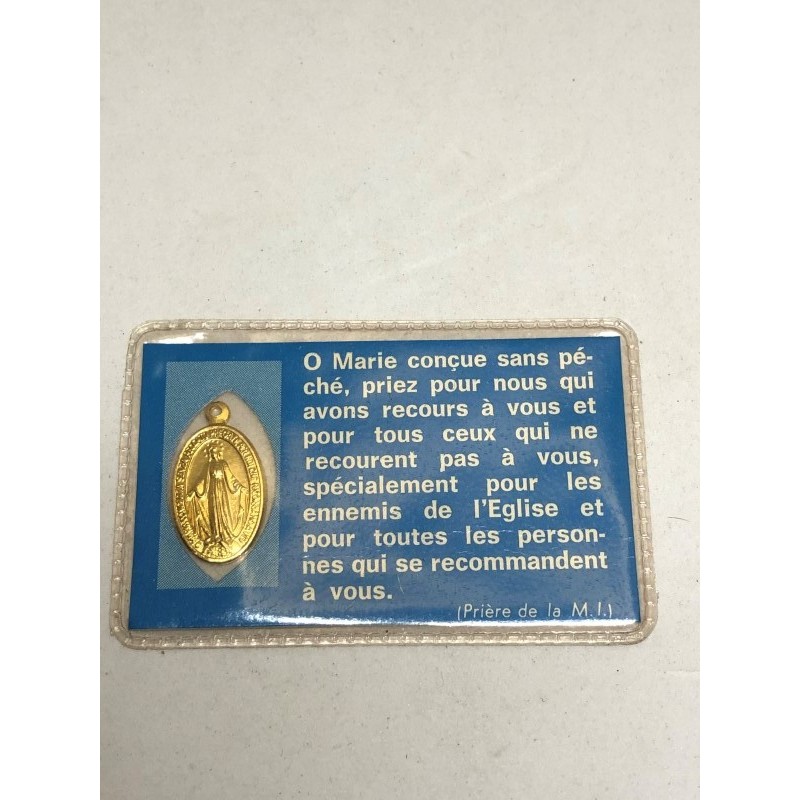 O Marie conçue sans pé-
ché, priez pour nous qui
avons recours à vous et
pour tous ceux qui ne
recourent pas à vous,
spécialement pour les
ennemis de l'Eglise et
pour toutes les person-
nes qui se recommandent
à vous.
(Prière de la M.I.)